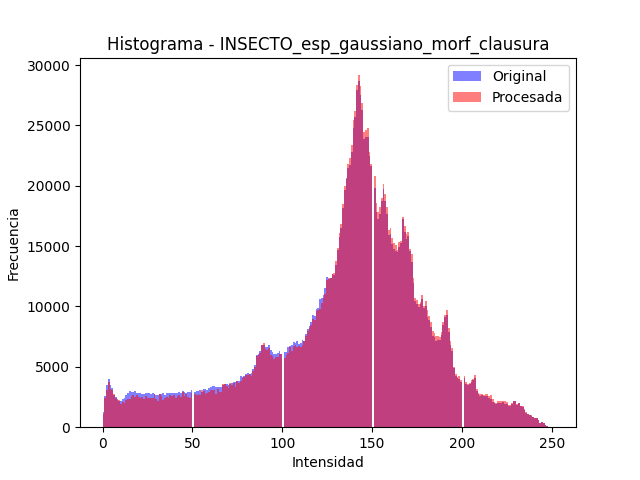 Histograma - INSECTO_esp_gaussiano_morf_clausura
Original
Procesada
Frecuencia
30000
25000
20000
15000
10000
5000
0
0 50 100 150 200 250
Intensidad